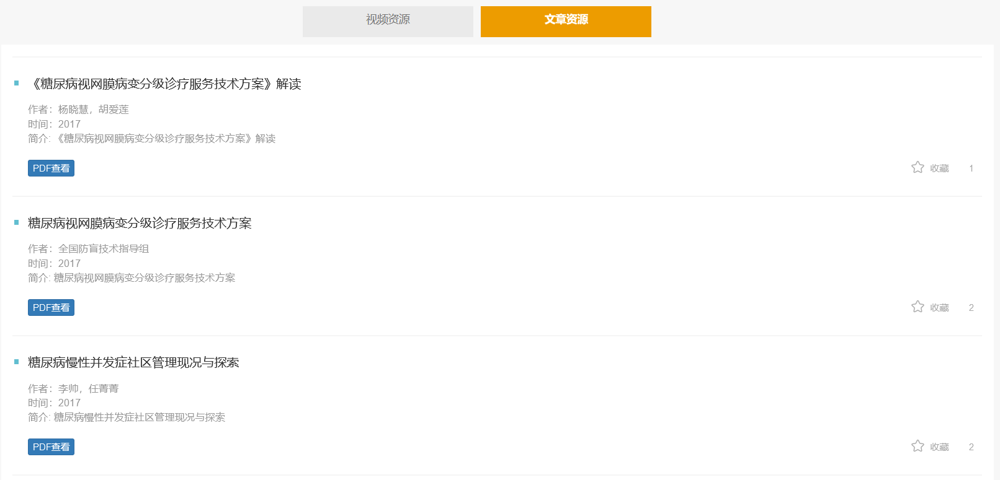 视频资源
文章资源
《糖尿病视网膜病变分级诊疗服务技术方案》解读
作者：杨晓慧，胡爱莲
时间：2017
简介: 《糖尿病视网膜病变分级诊疗服务技术方案》解读
PDF查看
收藏 1
糖尿病视网膜病变分级诊疗服务技术方案
作者：全国防盲技术指导组
时间：2017
简介: 糖尿病视网膜病变分级诊疗服务技术方案
PDF查看
收藏 2
糖尿病慢性并发症社区管理现况与探索
作者：李帅，任菁菁
时间：2017
简介: 糖尿病慢性并发症社区管理现况与探索
PDF查看
收藏 2